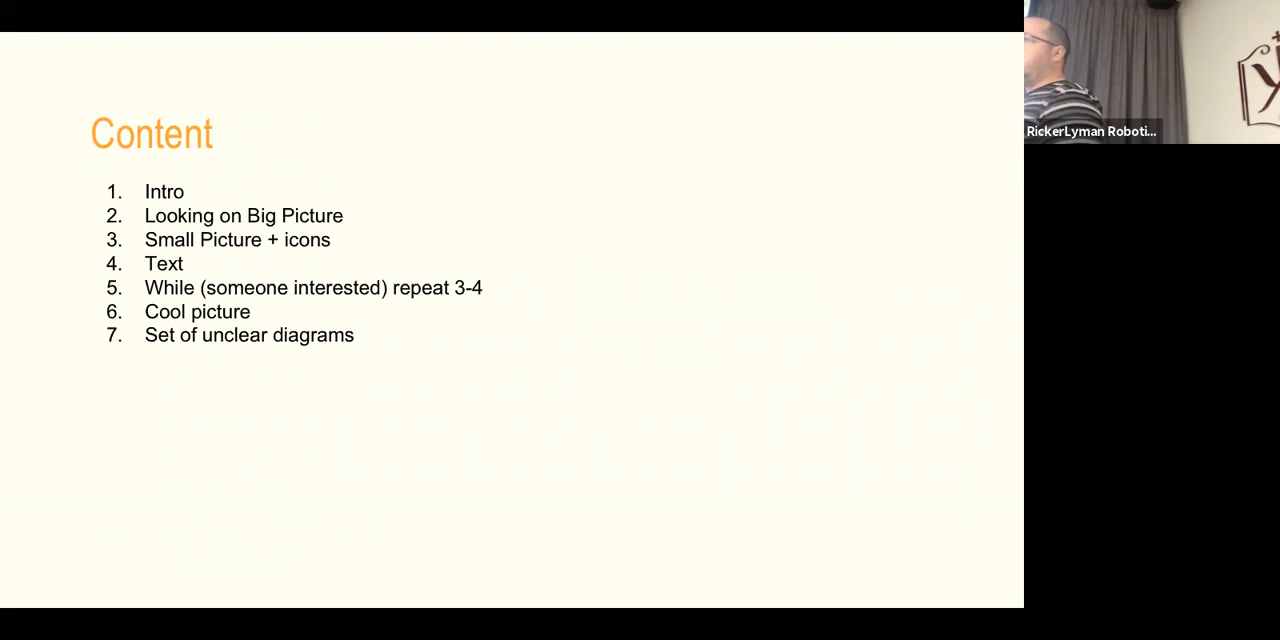 Content
1. Intro
2. Looking on Big Picture
3. Small Picture + icons
4. Text
5. While (someone interested) repeat 3-4
6. Cool picture
7. Set of unclear diagrams
RickerLyman Roboti...